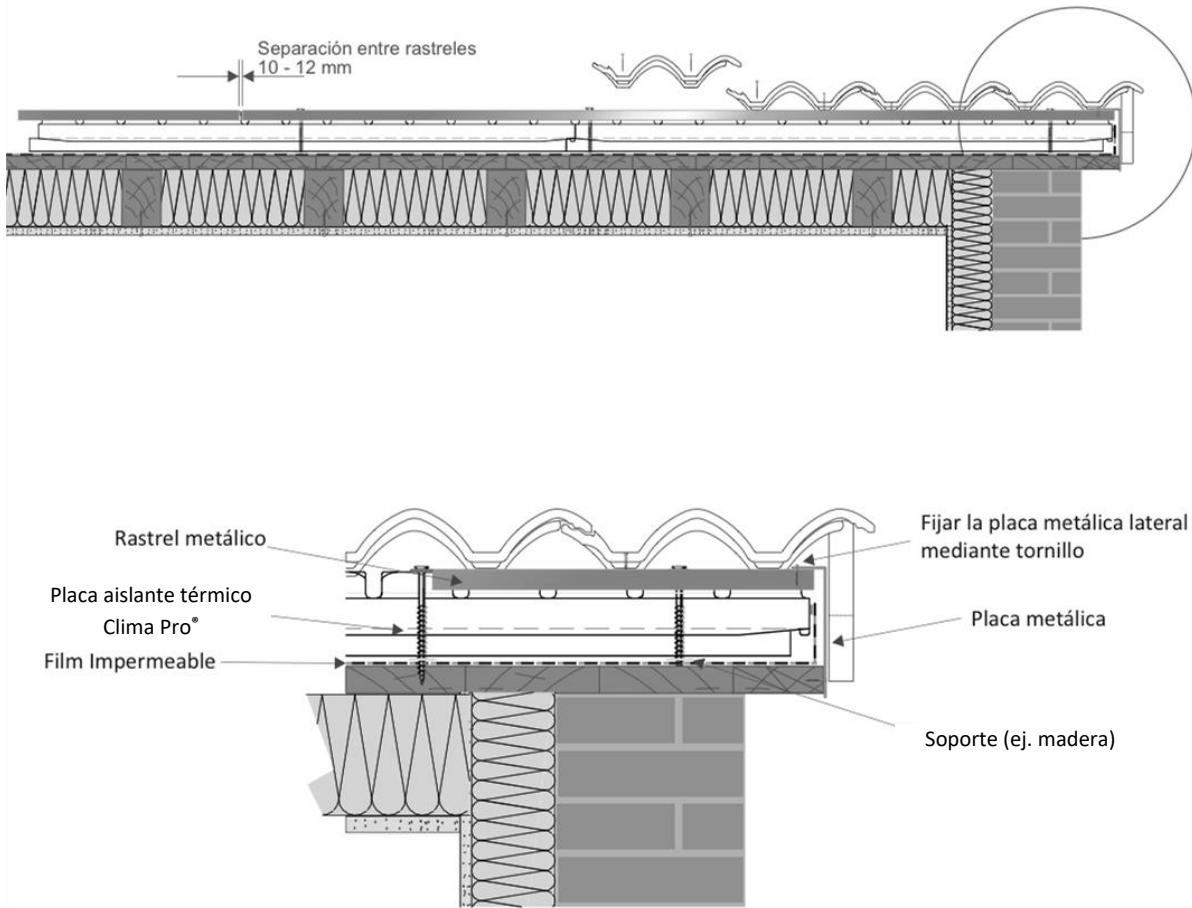 Separación entre rastreles
10 - 12 mm
Rastrel metálico
Fijar la placa metálica lateral
mediante tornillo
Placa aislante térmico
Clima Pro®
Placa metálica
Film Impermeable
Soporte (ej. madera)